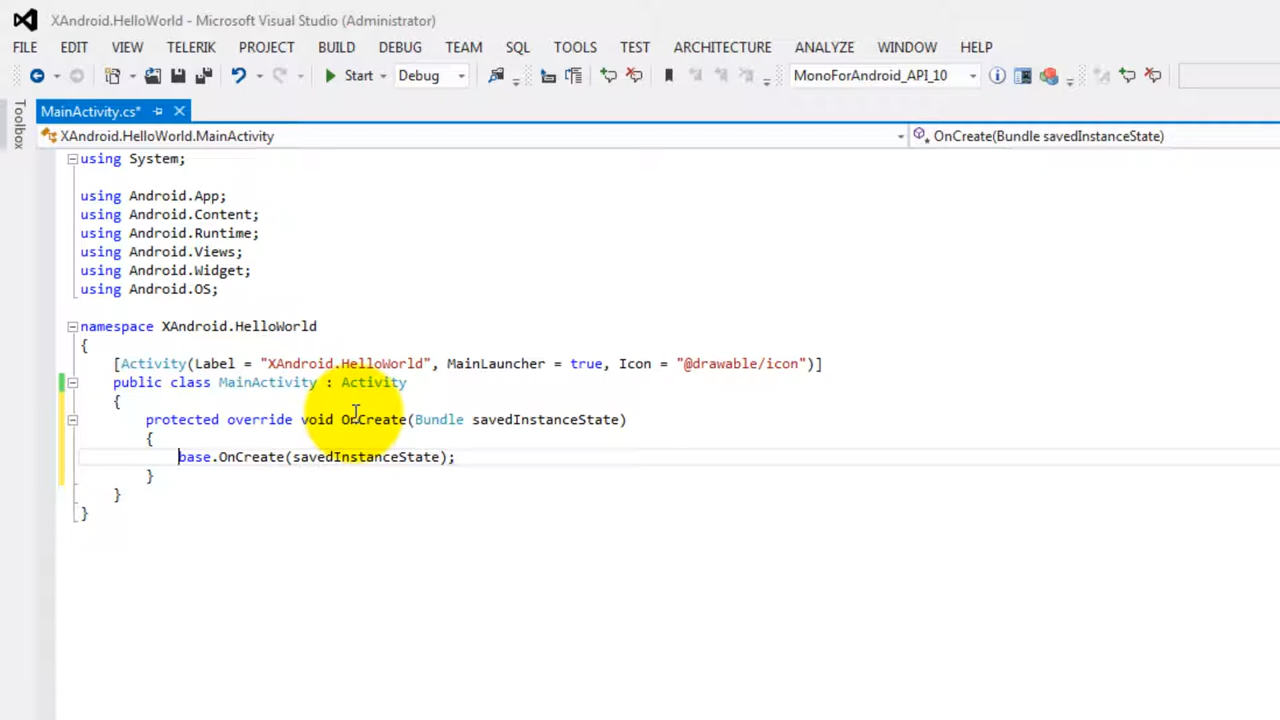 XAndroid.HelloWorld - Microsoft Visual Studio (Administrator)
FILE EDIT VIEW TELERIK PROJECT BUILD DEBUG TEAM SQL TOOLS TEST ARCHITECTURE ANALYZE WINDOW HELP
Start Debug MonoForAndroid_API_10
Toolbox
MainActivity.cs*
XAndroid.HelloWorld.MainActivity OnCreate(Bundle savedInstanceState)
using System;
using Android.App;
using Android.Content;
using Android.Runtime;
using Android.Views;
using Android.Widget;
using Android.OS;
namespace XAndroid.HelloWorld
{
[Activity(Label = "XAndroid.HelloWorld", MainLauncher = true, Icon = "@drawable/icon")]
public class MainActivity : Activity
{
protected override void OnCreate(Bundle savedInstanceState)
{
base.OnCreate(savedInstanceState);
}
}
}